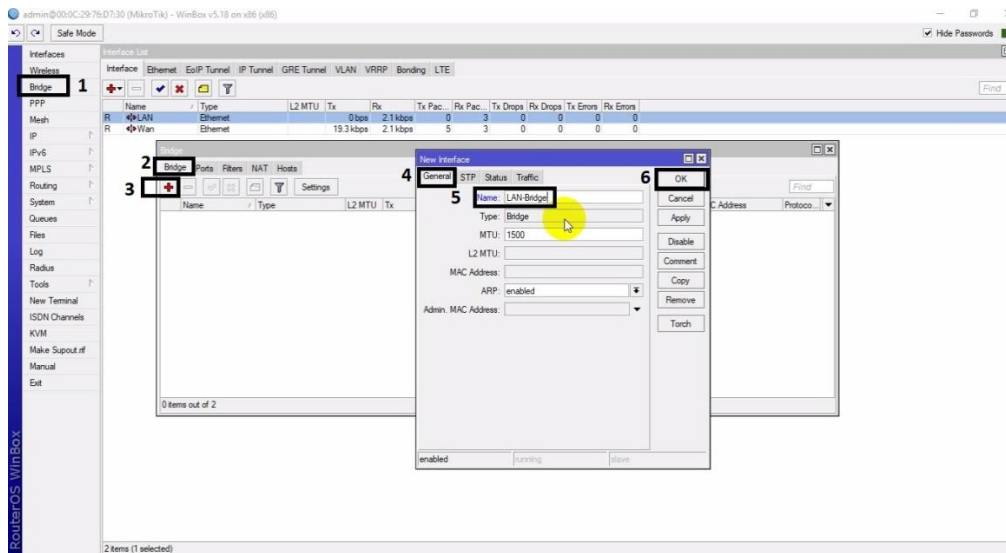 admin@00:0C:29:76:D7:30 (MikroTik) - WinBox v5.18 on x86 (x86)
Safe Mode
Hide Passwords
Interfaces
Wireless
Bridge 1
PPP
Mesh
IP
IPv6
MPLS
Routing
System
Queues
Files
Log
Radius
Tools
New Terminal
ISDN Channels
KVM
Make Supout.rif
Manual
Exit
RouterOS WinBox
Interface List
Interface Ethernet EoIP Tunnel IP Tunnel GRE Tunnel VLAN VRRP Bonding LTE
Find
Name / Type L2 MTU Tx Rx Tx Pac... Rx Pac... Tx Drops Rx Drops Tx Errors Rx Errors
R LAN Ethernet 0 bps 2.1 kbps 0 3 0 0 0 0
R Wan Ethernet 19.3 kbps 2.1 kbps 5 3 0 0 0 0
Bridge
2 Bridge Ports Filters NAT Hosts
3 Settings
Find
Name / Type L2 MTU Tx
C Address Protoco...
0 items out of 2
New Interface
4 General STP Status Traffic
5 Name: LAN-Bridge
Type: Bridge
MTU: 1500
L2 MTU:
MAC Address:
ARP: enabled
Admin. MAC Address:
6 OK
Cancel
Apply
Disable
Comment
Copy
Remove
Torch
enabled running slave
2 items (1 selected)